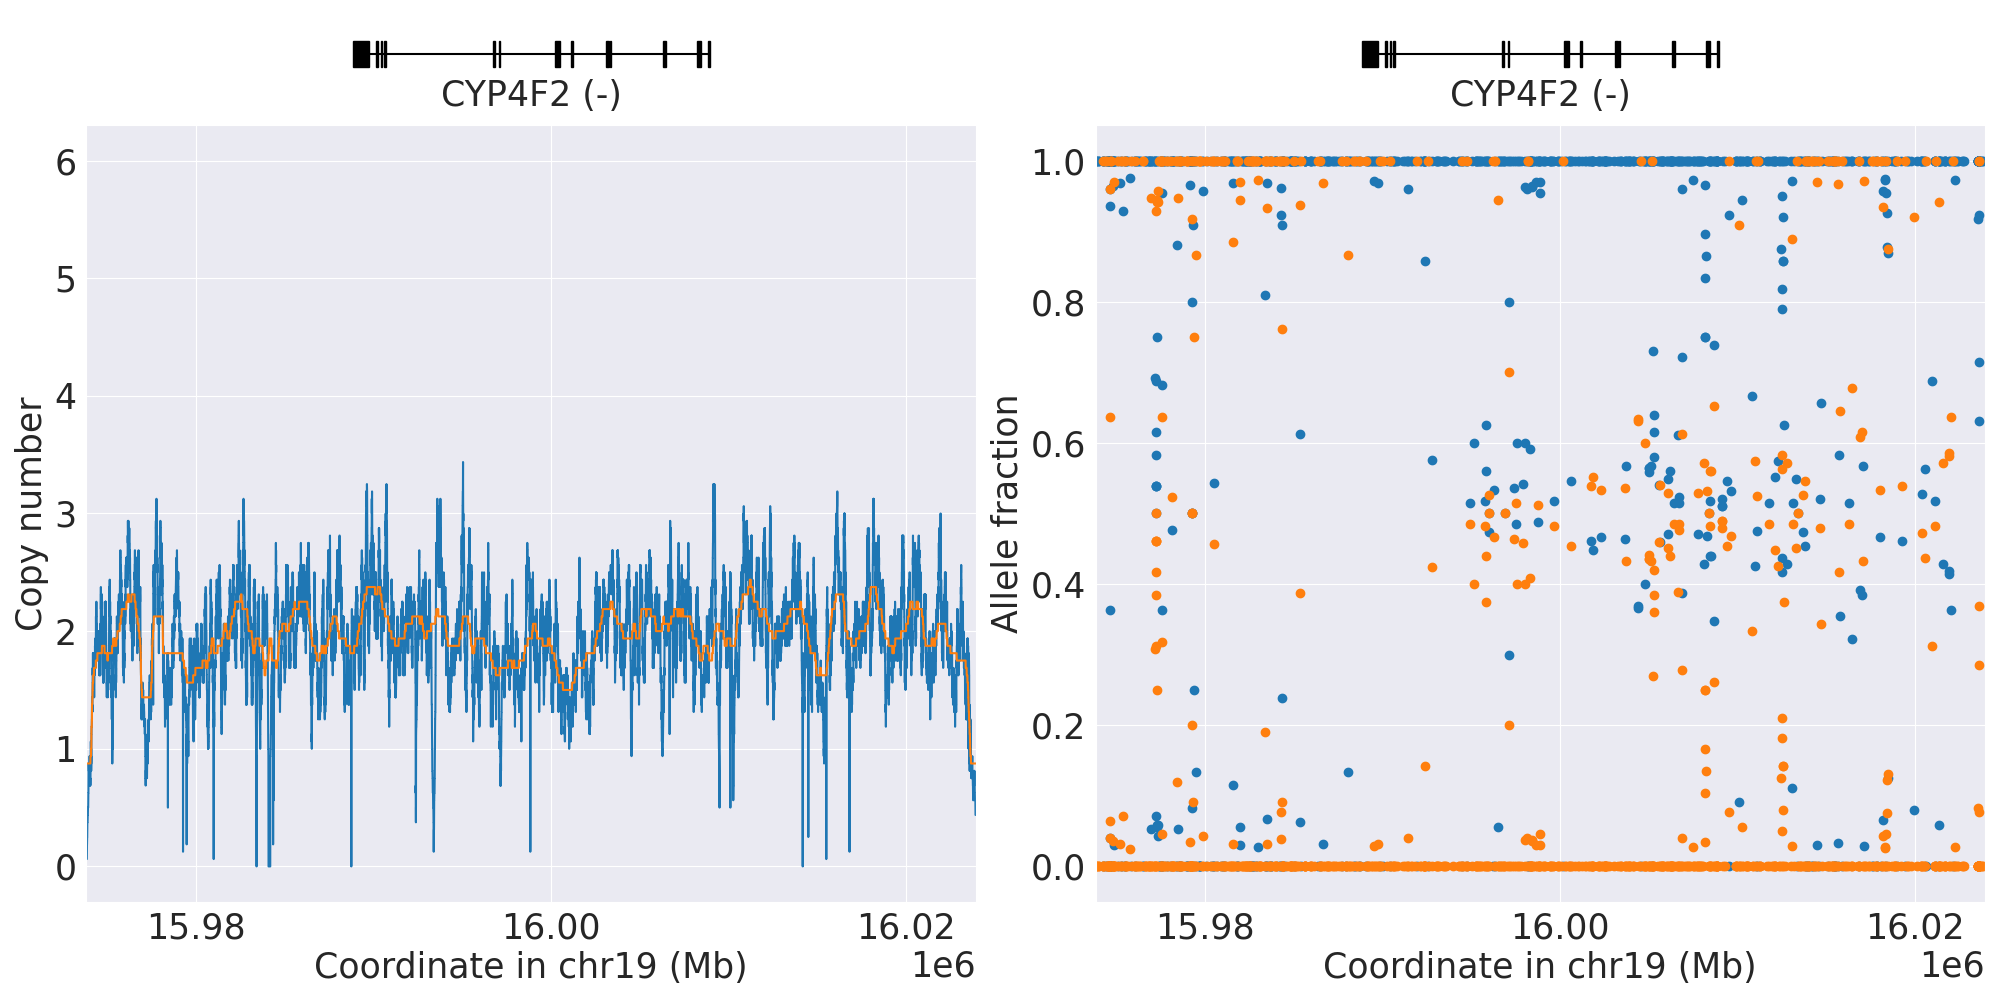 CYP4F2 (-)
CYP4F2 (-)
Copy number
6
5
4
3
2
1
0
15.98
16.00
16.02
Coordinate in chr19 (Mb)
1e6
Allele fraction
1.0
0.8
0.6
0.4
0.2
0.0
15.98
16.00
16.02
Coordinate in chr19 (Mb)
1e6